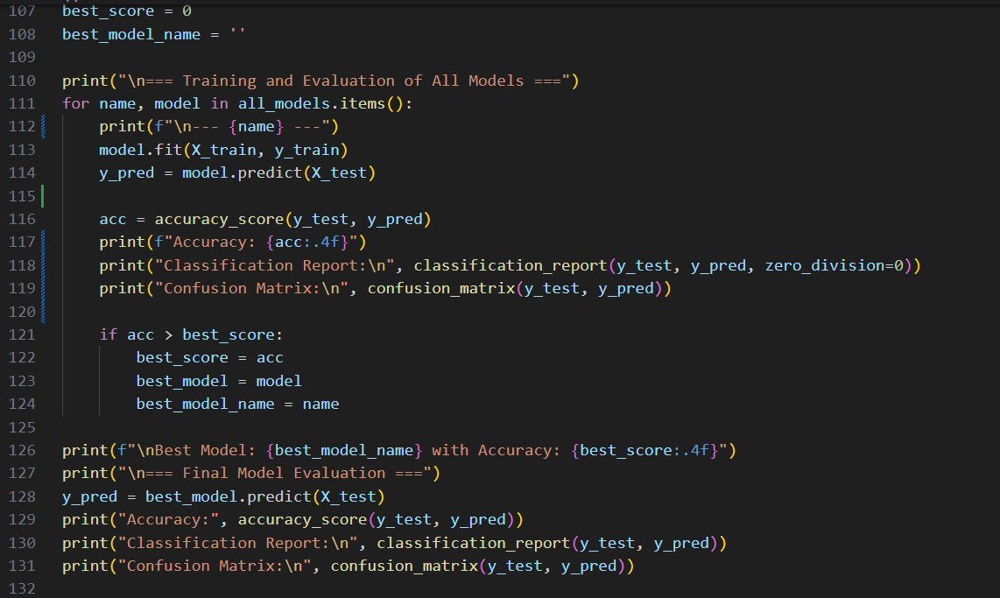 107 best_score = 0
108 best_model_name = ''
109
110 print("\n=== Training and Evaluation of All Models ===")
111 for name, model in all_models.items():
112     print(f"\n--- {name} ---")
113     model.fit(X_train, y_train)
114     y_pred = model.predict(X_test)
115
116     acc = accuracy_score(y_test, y_pred)
117     print(f"Accuracy: {acc:.4f}")
118     print("Classification Report:\n", classification_report(y_test, y_pred, zero_division=0))
119     print("Confusion Matrix:\n", confusion_matrix(y_test, y_pred))
120
121     if acc > best_score:
122         best_score = acc
123         best_model = model
124         best_model_name = name
125
126 print(f"\nBest Model: {best_model_name} with Accuracy: {best_score:.4f}")
127 print("\n=== Final Model Evaluation ===")
128 y_pred = best_model.predict(X_test)
129 print("Accuracy:", accuracy_score(y_test, y_pred))
130 print("Classification Report:\n", classification_report(y_test, y_pred))
131 print("Confusion Matrix:\n", confusion_matrix(y_test, y_pred))
132